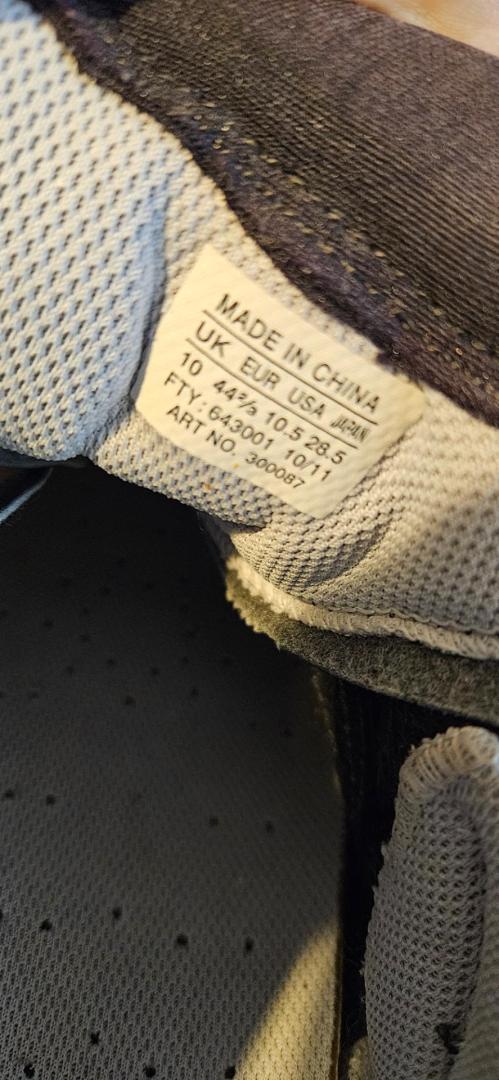 MADE IN CHINA
UK EUR USA JAPAN
10 44⅔ 10.5 28.5
FTY: 643001 10/11
ART NO. 300087